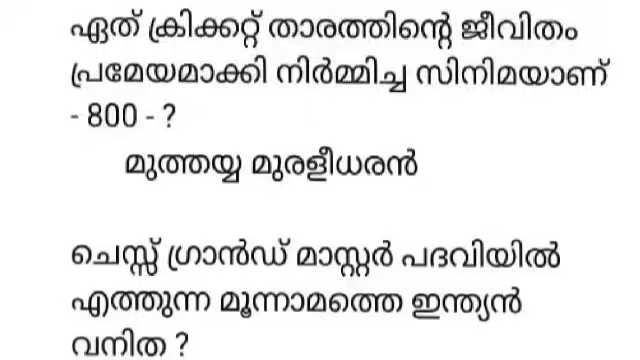 ഏത് ക്രിക്കറ്റ് താരത്തിന്റെ ജീവിതം
പ്രമേയമാക്കി നിർമ്മിച്ച സിനിമയാണ്
- 800 - ?
മുത്തയ്യ മുരളീധരൻ
ചെസ്സ് ഗ്രാൻഡ് മാസ്റ്റർ പദവിയിൽ
എത്തുന്ന മൂന്നാമത്തെ ഇന്ത്യൻ
വനിത ?